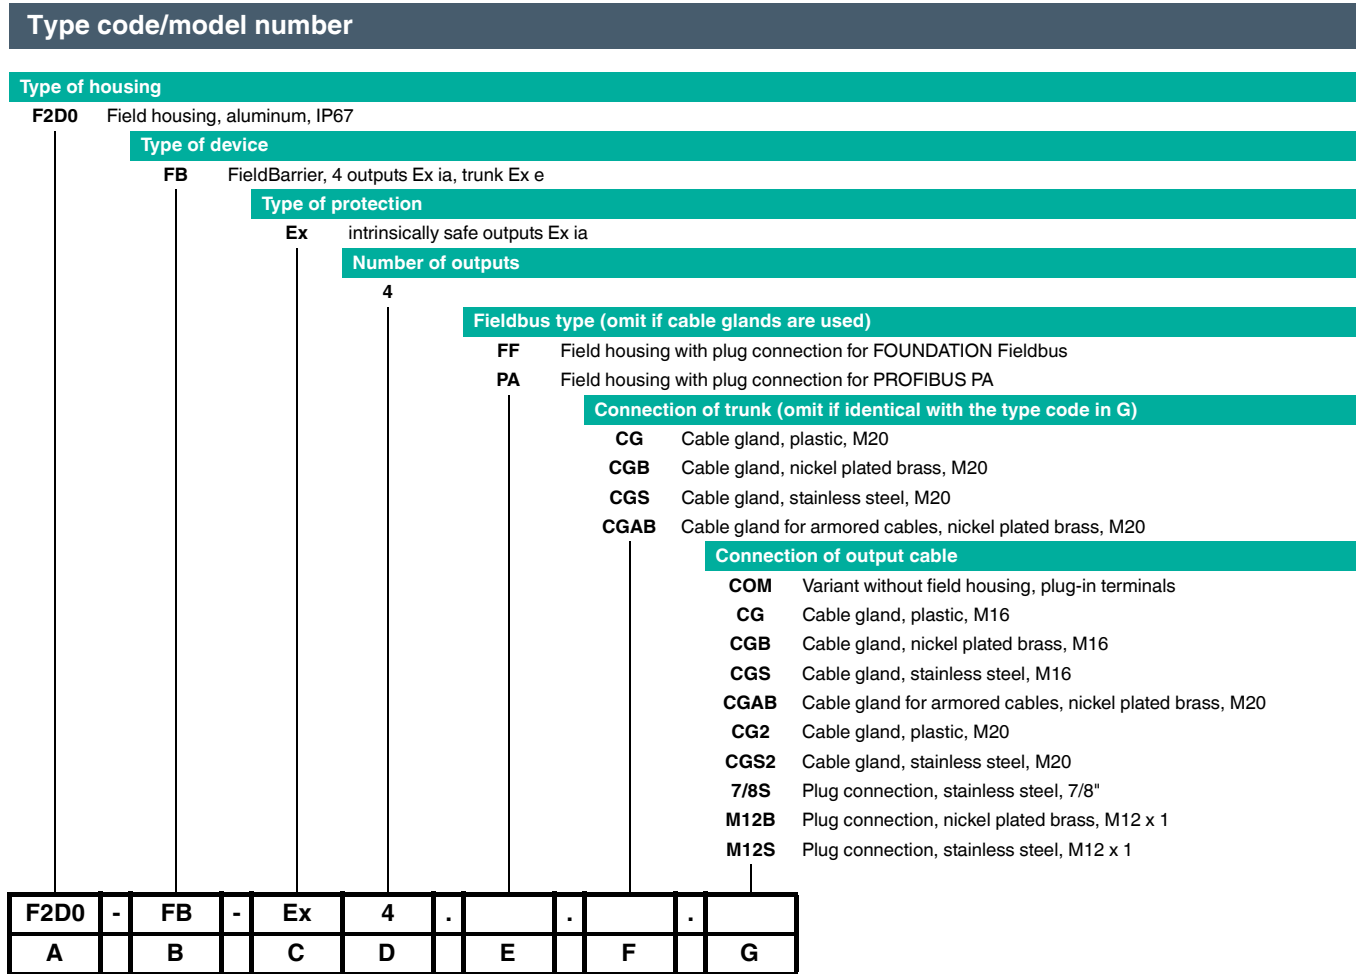 Type code/model number
Type of housing
F2D0 Field housing, aluminum, IP67
Type of device
FB FieldBarrier, 4 outputs Ex ia, trunk Ex e
Type of protection
Ex intrinsically safe outputs Ex ia
Number of outputs
4
Fieldbus type (omit if cable glands are used)
FF Field housing with plug connection for FOUNDATION Fieldbus
PA Field housing with plug connection for PROFIBUS PA
Connection of trunk (omit if identical with the type code in G)
CG Cable gland, plastic, M20
CGB Cable gland, nickel plated brass, M20
CGS Cable gland, stainless steel, M20
CGAB Cable gland for armored cables, nickel plated brass, M20
Connection of output cable
COM Variant without field housing, plug-in terminals
CG Cable gland, plastic, M16
CGB Cable gland, nickel plated brass, M16
CGS Cable gland, stainless steel, M16
CGAB Cable gland for armored cables, nickel plated brass, M20
CG2 Cable gland, plastic, M20
CGS2 Cable gland, stainless steel, M20
7/8S Plug connection, stainless steel, 7/8"
M12B Plug connection, nickel plated brass, M12 x 1
M12S Plug connection, stainless steel, M12 x 1
F2D0 - FB - Ex 4 . . .
A B C D E F G